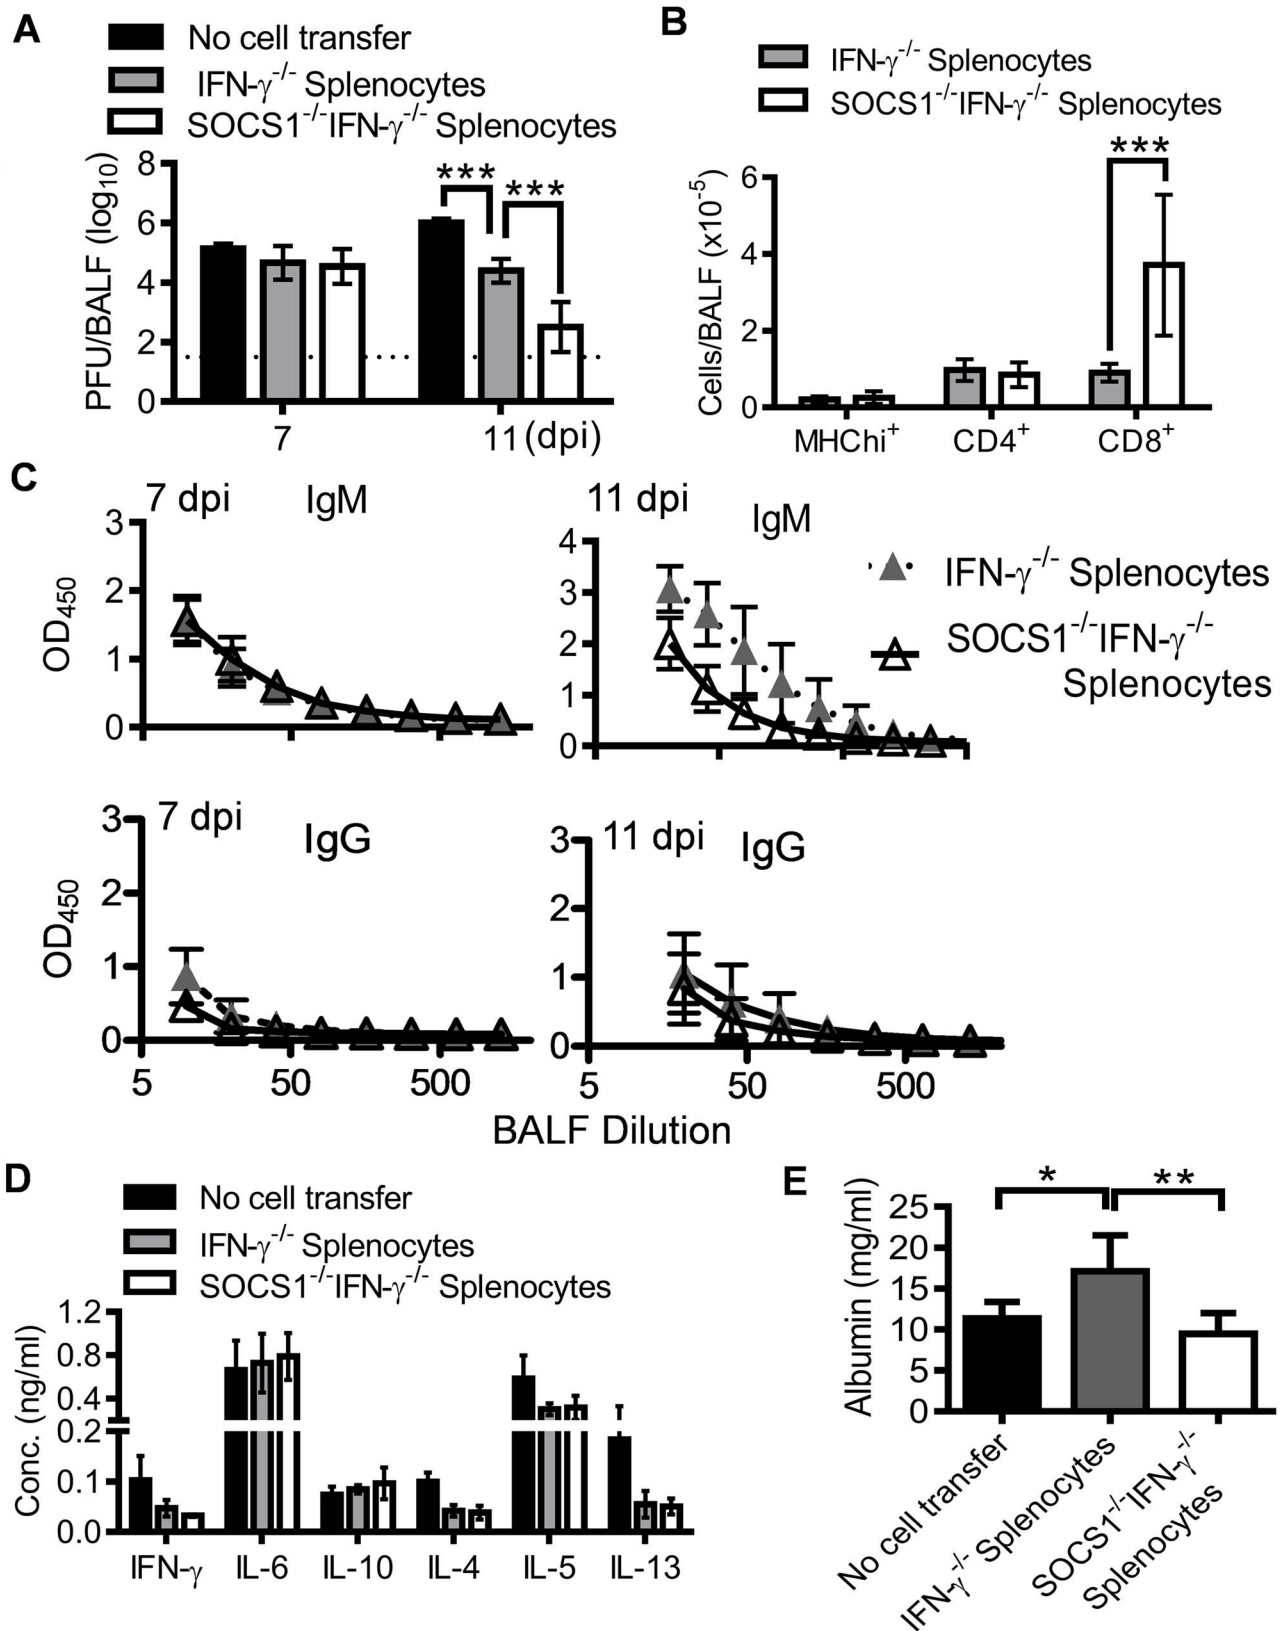 A
No cell transfer
IFN-γ-/- Splenocytes
SOCS1-/-IFN-γ-/- Splenocytes
PFU/BALF (log10)
8
6
4
2
0
*** ***
7 11 (dpi)
B
IFN-γ-/- Splenocytes
SOCS1-/-IFN-γ-/- Splenocytes
***
Cells/BALF (x10-5)
6
4
2
0
MHChi+ CD4+ CD8+
C
7 dpi IgM
OD450
3
2
1
0
11 dpi IgM
4
3
2
1
0
IFN-γ-/- Splenocytes
SOCS1-/-IFN-γ-/-
Splenocytes
7 dpi IgG
OD450
3
2
1
0
5 50 500
11 dpi IgG
3
2
1
0
5 50 500
BALF Dilution
D
No cell transfer
IFN-γ-/- Splenocytes
SOCS1-/-IFN-γ-/- Splenocytes
Conc. (ng/ml)
1.2
0.8
0.4
0.2
0.1
0.0
IFN-γ IL-6 IL-10 IL-4 IL-5 IL-13
E
* **
Albumin (mg/ml)
25
20
15
10
5
0
No cell transfer
IFN-γ-/- Splenocytes
SOCS1-/-IFN-γ-/-
Splenocytes